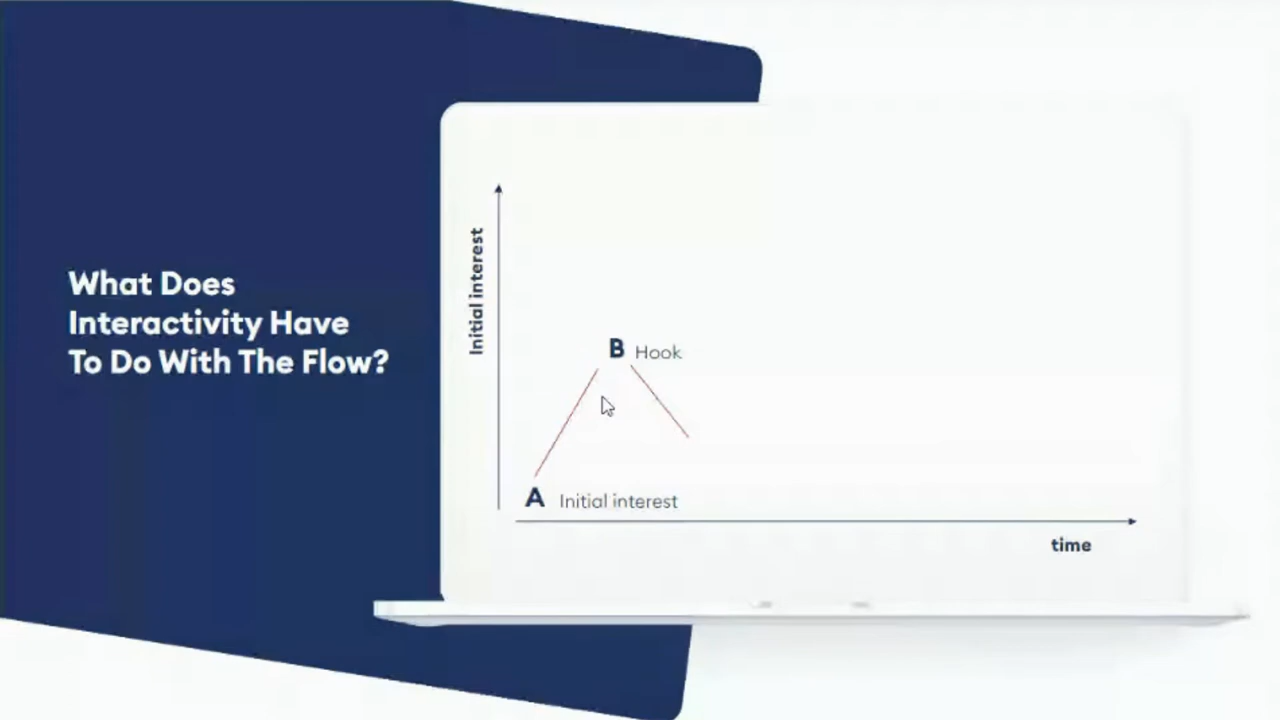 What Does
Interactivity Have
To Do With The Flow?
Initial interest
B Hook
A Initial interest
time